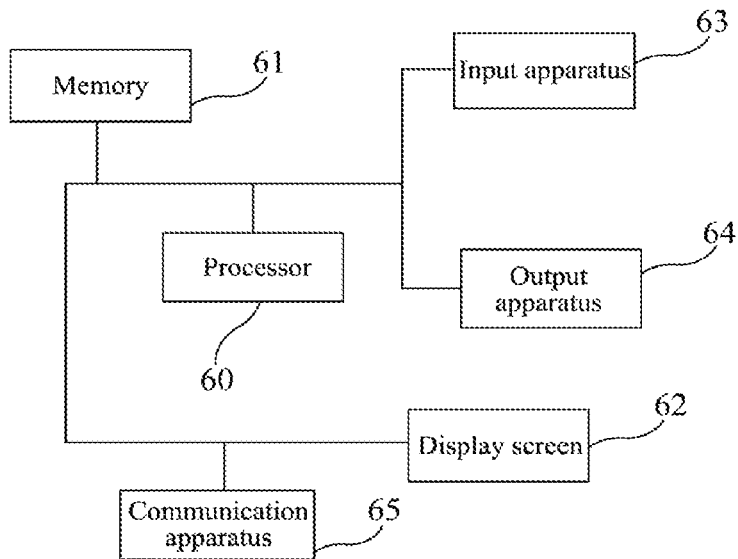 63
61
Input apparatus
Memory
64
Processor
Output
apparatus
60
62
Display screen
Communication
apparatus
65